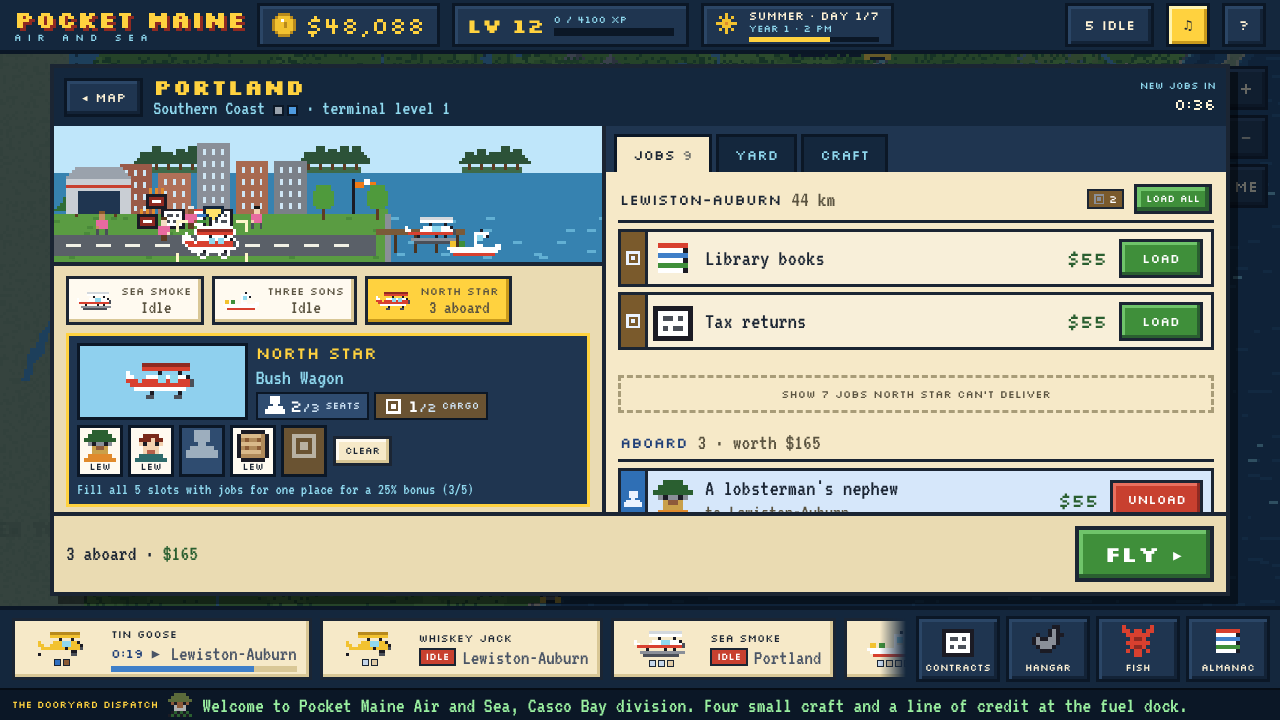 POCKET MAINE
AIR AND SEA
$48,088
LV 12
0 / 4100 XP
SUMMER · DAY 1/7
YEAR 1 · 2 PM
5 IDLE
♫
?
◂ MAP
PORTLAND
Southern Coast · terminal level 1
NEW JOBS IN
0:36
+
-
ME
JOBS 9
YARD
CRAFT
LEWISTON-AUBURN 44 km
2
LOAD ALL
Library books
$55
LOAD
Tax returns
$55
LOAD
SHOW 7 JOBS NORTH STAR CAN'T DELIVER
ABOARD 3 · worth $165
A lobsterman's nephew
to Lewiston-Auburn
$55
UNLOAD
SEA SMOKE
Idle
THREE SONS
Idle
NORTH STAR
3 aboard
NORTH STAR
Bush Wagon
2/3 SEATS
1/2 CARGO
LEW
LEW
LEW
CLEAR
Fill all 5 slots with jobs for one place for a 25% bonus (3/5)
3 aboard · $165
FLY ▸
TIN GOOSE
0:19 ▸ Lewiston-Auburn
WHISKEY JACK
IDLE Lewiston-Auburn
SEA SMOKE
IDLE Portland
CONTRACTS
HANGAR
FISH
ALMANAC
THE DOORYARD DISPATCH
Welcome to Pocket Maine Air and Sea, Casco Bay division. Four small craft and a line of credit at the fuel dock.